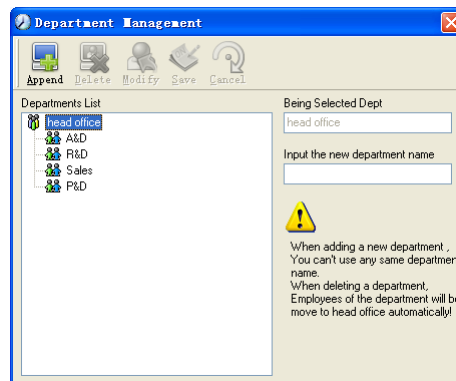 Department Management
Append Delete Modify Save Cancel
Departments List
head office
A&D
R&D
Sales
P&D
Being Selected Dept
head office
Input the new department name
When adding a new department ,
You can't use any same departmen
name.
When deleting a department,
Employees of the department will be
move to head office automatically!